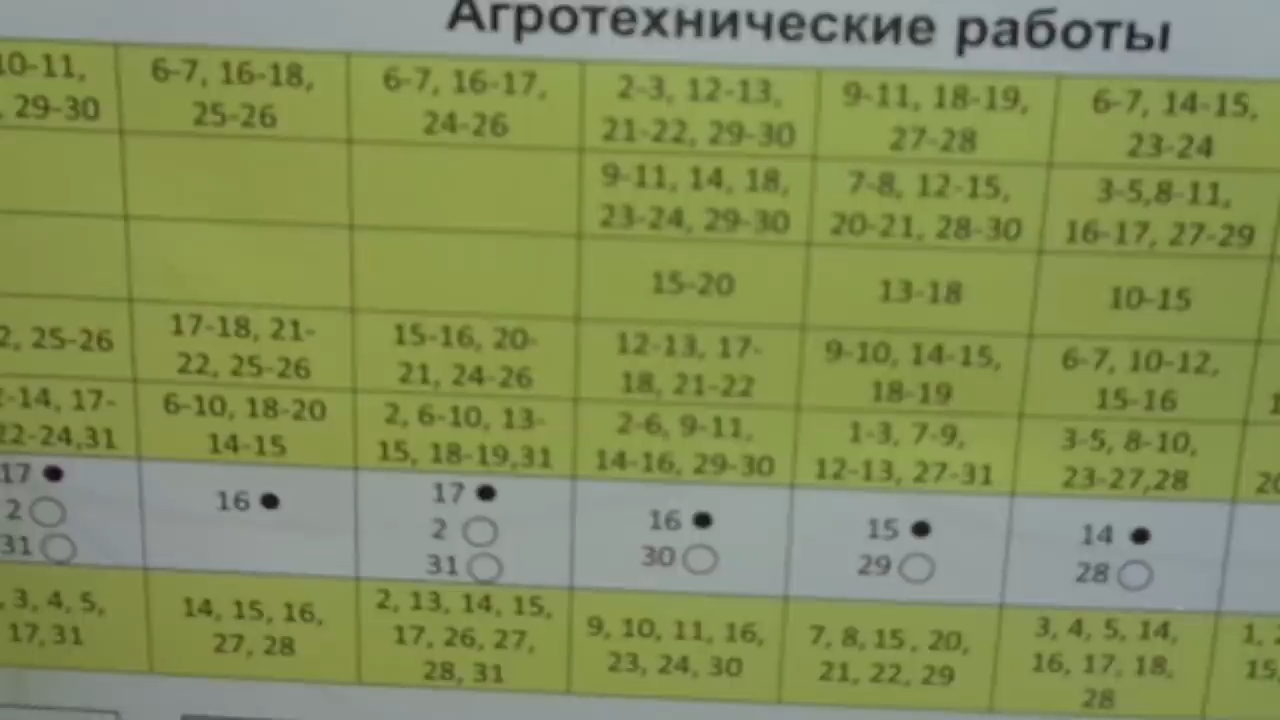 Агротехнические работы
10-11, 6-7, 16-18, 6-7, 16-17, 2-3, 12-13, 9-11, 18-19, 6-7, 14-15,
, 29-30 25-26 24-26 21-22, 29-30 27-28 23-24
9-11, 14, 18, 7-8, 12-15, 3-5,8-11,
23-24, 29-30 20-21, 28-30 16-17, 27-29
15-20 13-18 10-15
2, 25-26 17-18, 21- 15-16, 20- 12-13, 17- 9-10, 14-15, 6-7, 10-12,
22, 25-26 21, 24-26 18, 21-22 18-19 15-16
-14, 17- 6-10, 18-20 2, 6-10, 13- 2-6, 9-11, 1-3, 7-9, 3-5, 8-10,
22-24,31 14-15 15, 18-19,31 14-16, 29-30 12-13, 27-31 23-27,28
17 16 17 16 15 14
2 2 30 29 28
31 31
, 3, 4, 5, 14, 15, 16, 2, 13, 14, 15, 9, 10, 11, 16, 7, 8, 15, 20, 3, 4, 5, 14, 1,
17, 31 27, 28 17, 26, 27, 23, 24, 30 21, 22, 29 16, 17, 18, 15,
28, 31 28